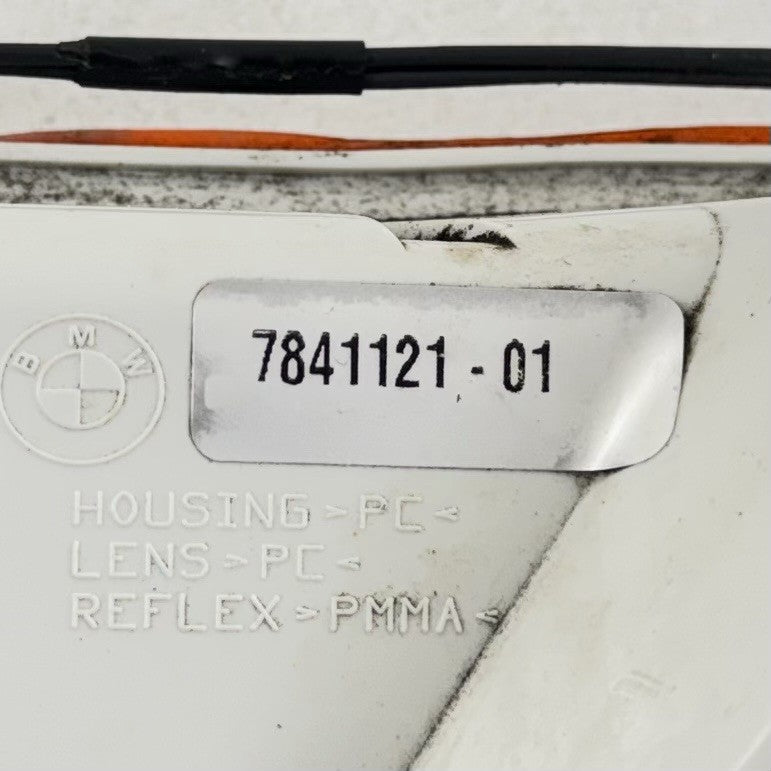 BMW
7841121 - 01
HOUSING>PC<
LENS>PC<
REFLEX>PMMA<